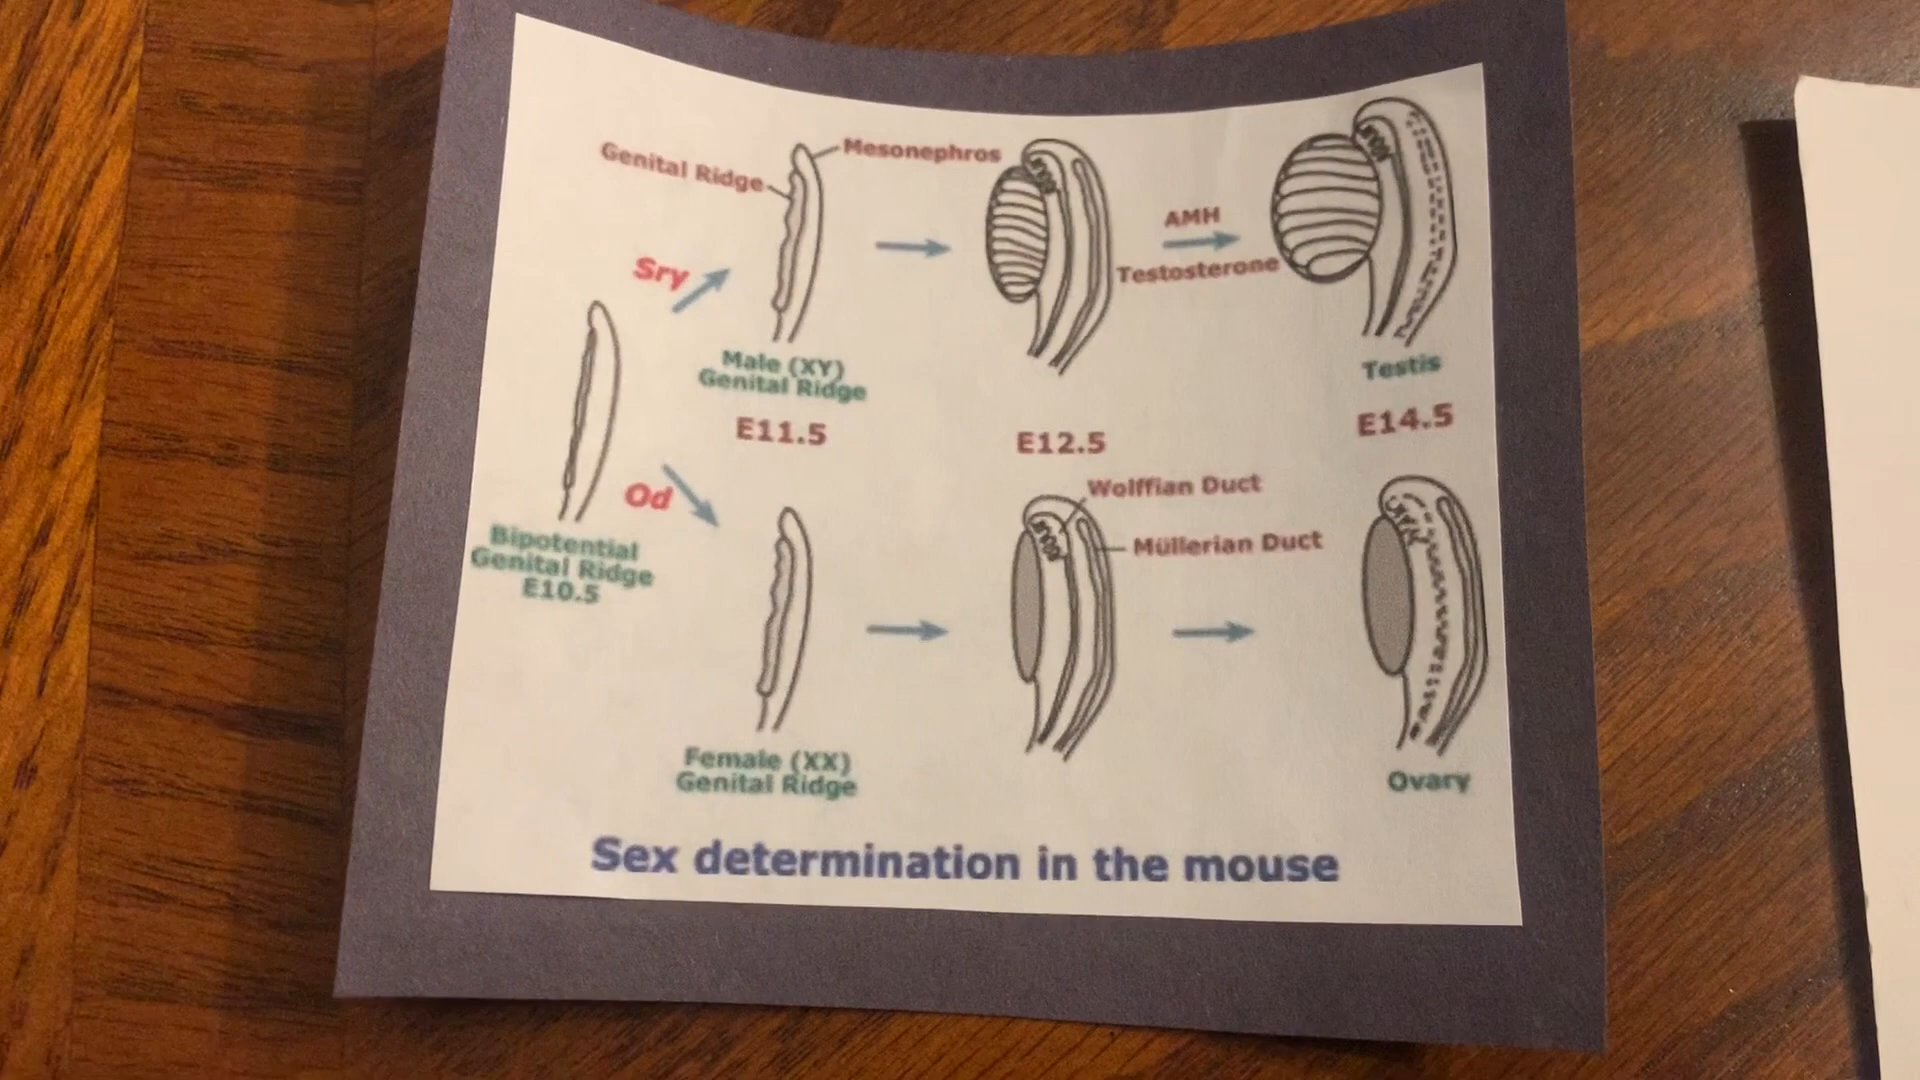 Genital Ridge
Mesonephros
Sry
AMH
Testosterone
Male (XY)
Genital Ridge
Testis
E11.5
E12.5
E14.5
Od
Bipotential
Genital Ridge
E10.5
Wolffian Duct
Müllerian Duct
Female (XX)
Genital Ridge
Ovary
Sex determination in the mouse